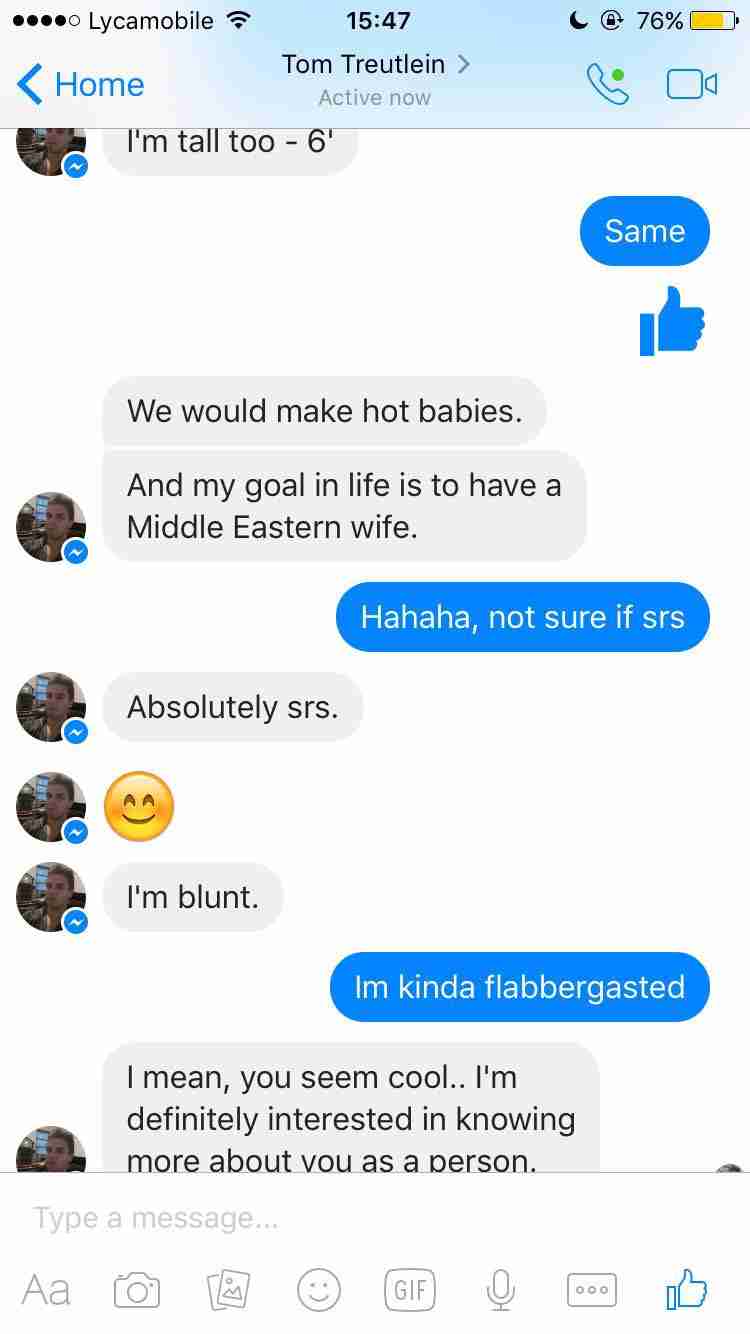 Lycamobile 15:47 76%
Home
Tom Treutlein
Active now
I'm tall too - 6'
Same
We would make hot babies.
And my goal in life is to have a
Middle Eastern wife.
Hahaha, not sure if srs
Absolutely srs.
I'm blunt.
Im kinda flabbergasted
I mean, you seem cool.. I'm
definitely interested in knowing
more about you as a person.
Type a message...
Aa
GIF